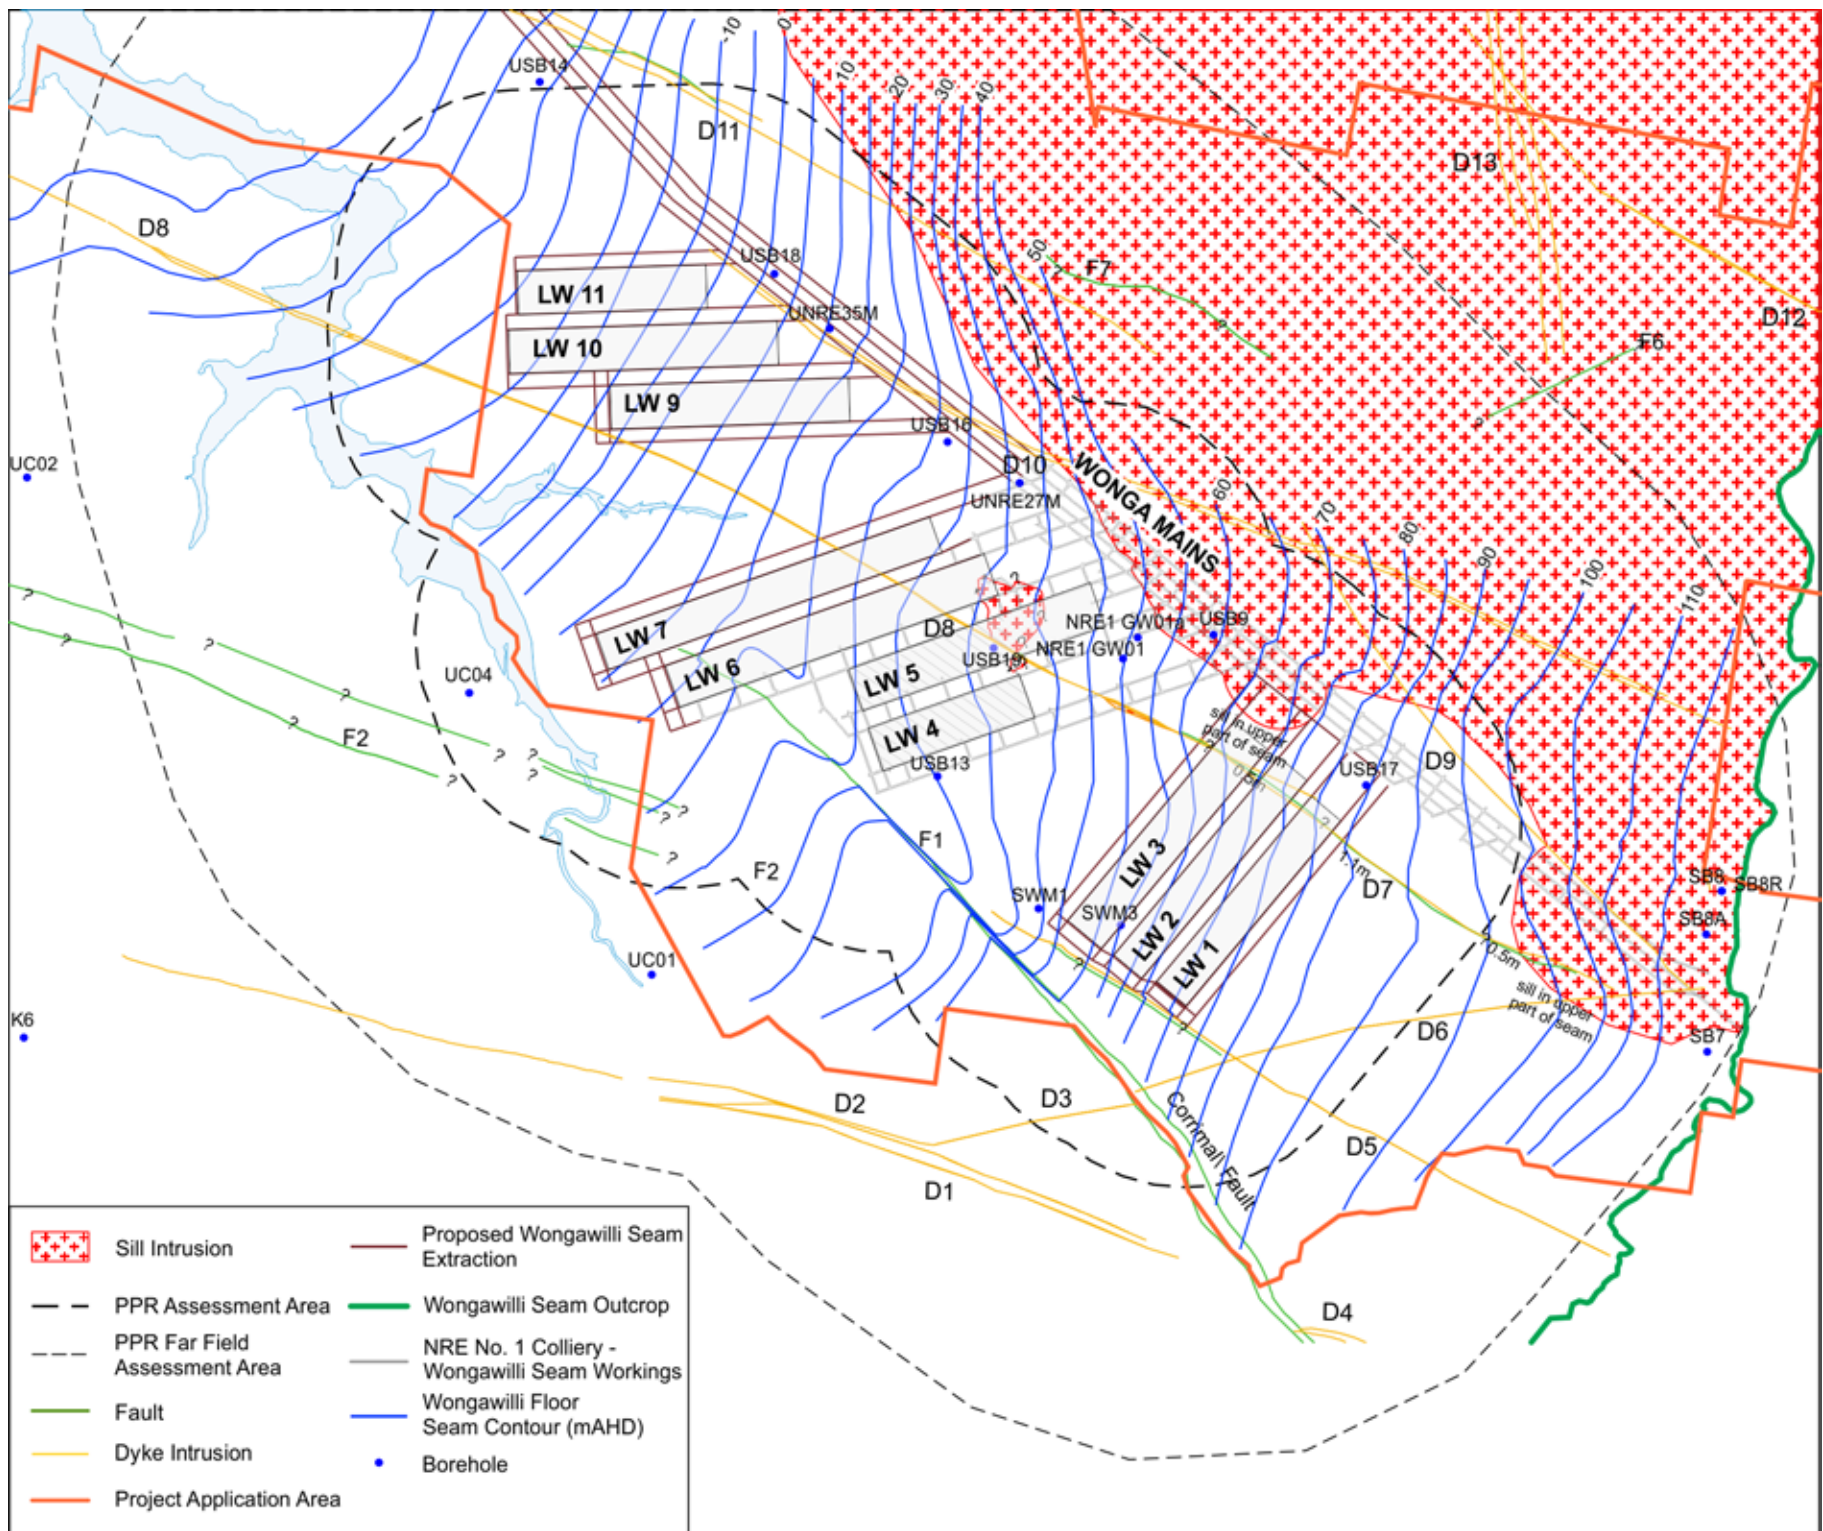 -10
0
10
20
30
40
USB14
D11
D13
D8
USB18
50
F7
LW 11
UNRE35M
D12
LW 10
F6
LW 9
USB16
UC02
D10
WONGA MAINS
UNRE27M
60
70
80
90
100
110
LW 7
D8
NRE1 GW01a
USB9
NRE1 GW01
USB19
UC04
LW 6
LW 5
F2
LW 4
sill in upper
part of seam
USB13
0.5m
USB17
D9
F1
F2
LW 3
1.1m
D7
SWM1
SWM3
SB8
SB8R
SB8A
LW 2
LW 1
?0.5m
UC01
sill in upper
part of seam
K6
D6
SB7
D2
D3
Corrimall Fault
D5
D1
D4
Sill Intrusion
PPR Assessment Area
PPR Far Field
Assessment Area
Fault
Dyke Intrusion
Project Application Area
Proposed Wongawilli Seam
Extraction
Wongawilli Seam Outcrop
NRE No. 1 Colliery -
Wongawilli Seam Workings
Wongawilli Floor
Seam Contour (mAHD)
Borehole